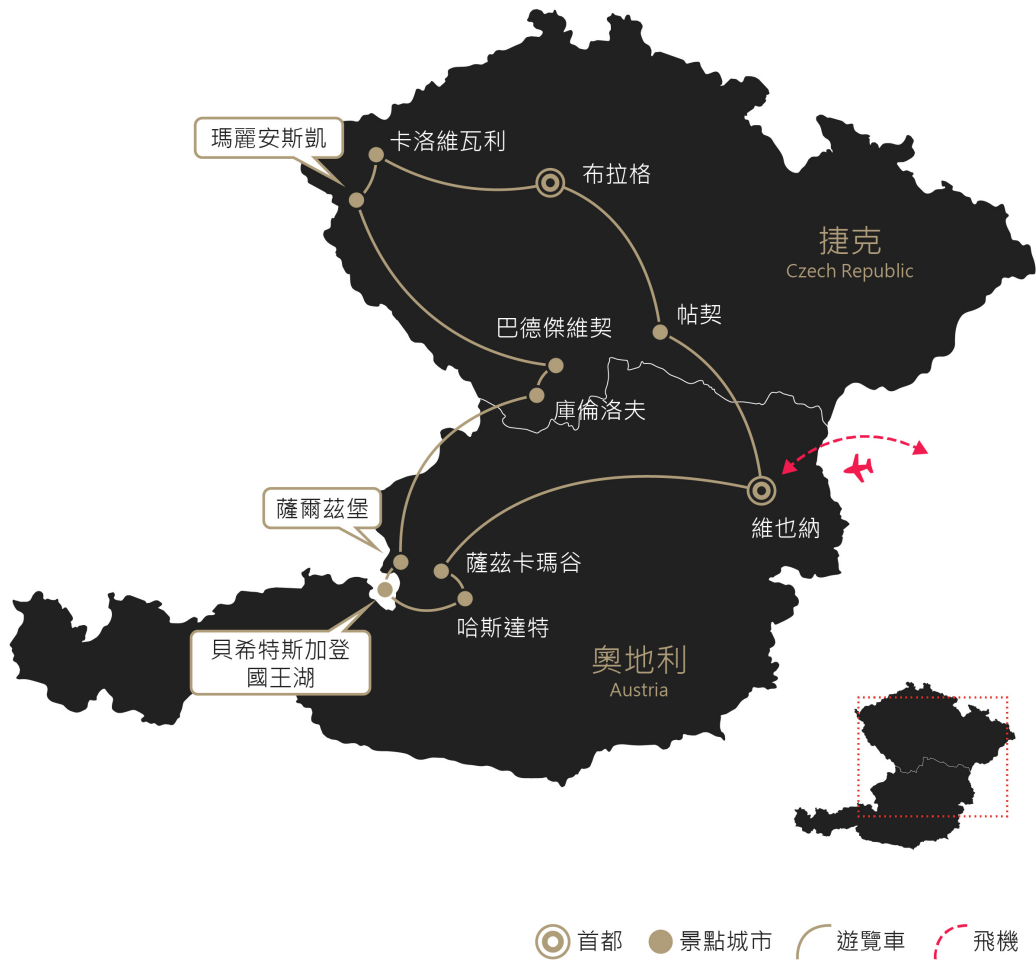 瑪麗安斯凱
卡洛維瓦利
布拉格
捷克
Czech Republic
巴德傑維契
帖契
庫倫洛夫
薩爾茲堡
維也納
薩茲卡瑪谷
哈斯達特
貝希特斯加登
國王湖
奧地利
Austria
首都
景點城市
遊覽車
飛機